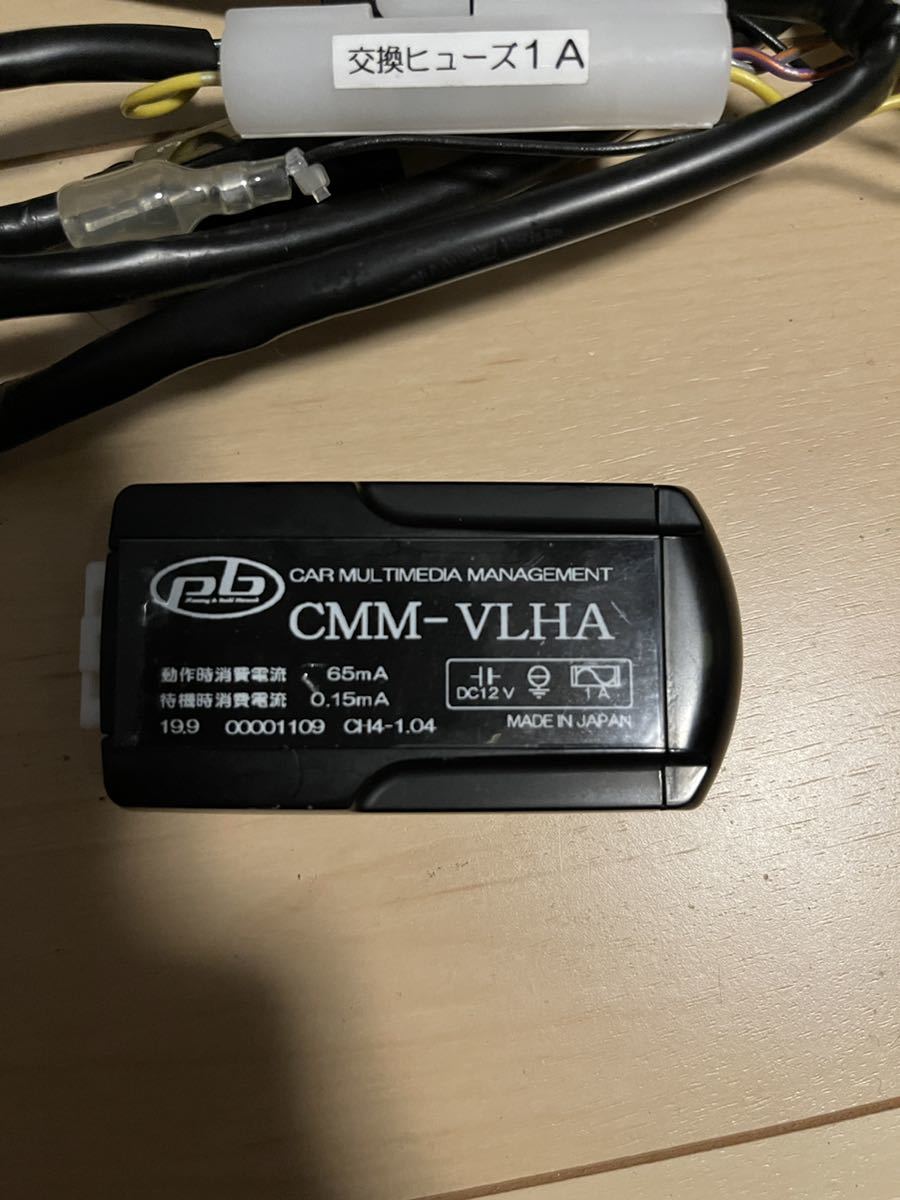 交換ヒューズ1A
pb
CAR MULTIMEDIA MANAGEMENT
CMM-VLHA
動作時消費電流 65mA
待機時消費電流 0.15mA
DC12V
1A
19.9 00001109 CH4-1.04
MADE IN JAPAN